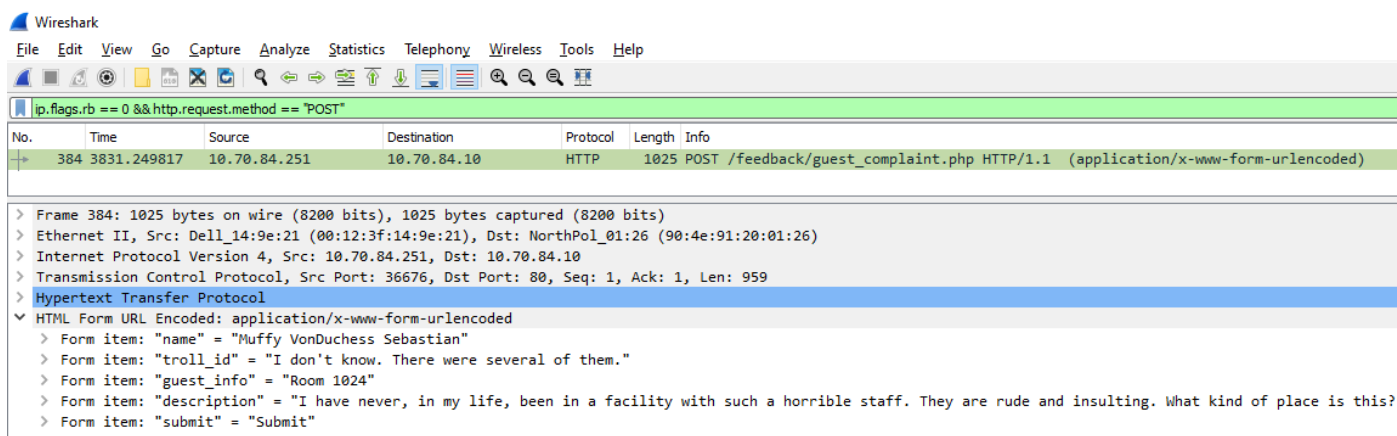 Wireshark
File Edit View Go Capture Analyze Statistics Telephony Wireless Tools Help
ip.flags.rb == 0 && http.request.method == "POST"
No. Time Source Destination Protocol Length Info
384 3831.249817 10.70.84.251 10.70.84.10 HTTP 1025 POST /feedback/guest_complaint.php HTTP/1.1 (application/x-www-form-urlencoded)
> Frame 384: 1025 bytes on wire (8200 bits), 1025 bytes captured (8200 bits)
> Ethernet II, Src: Dell_14:9e:21 (00:12:3f:14:9e:21), Dst: NorthPol_01:26 (90:4e:91:20:01:26)
> Internet Protocol Version 4, Src: 10.70.84.251, Dst: 10.70.84.10
> Transmission Control Protocol, Src Port: 36676, Dst Port: 80, Seq: 1, Ack: 1, Len: 959
> Hypertext Transfer Protocol
HTML Form URL Encoded: application/x-www-form-urlencoded
> Form item: "name" = "Muffy VonDuchess Sebastian"
> Form item: "troll_id" = "I don't know. There were several of them."
> Form item: "guest_info" = "Room 1024"
> Form item: "description" = "I have never, in my life, been in a facility with such a horrible staff. They are rude and insulting. What kind of place is this?
> Form item: "submit" = "Submit"